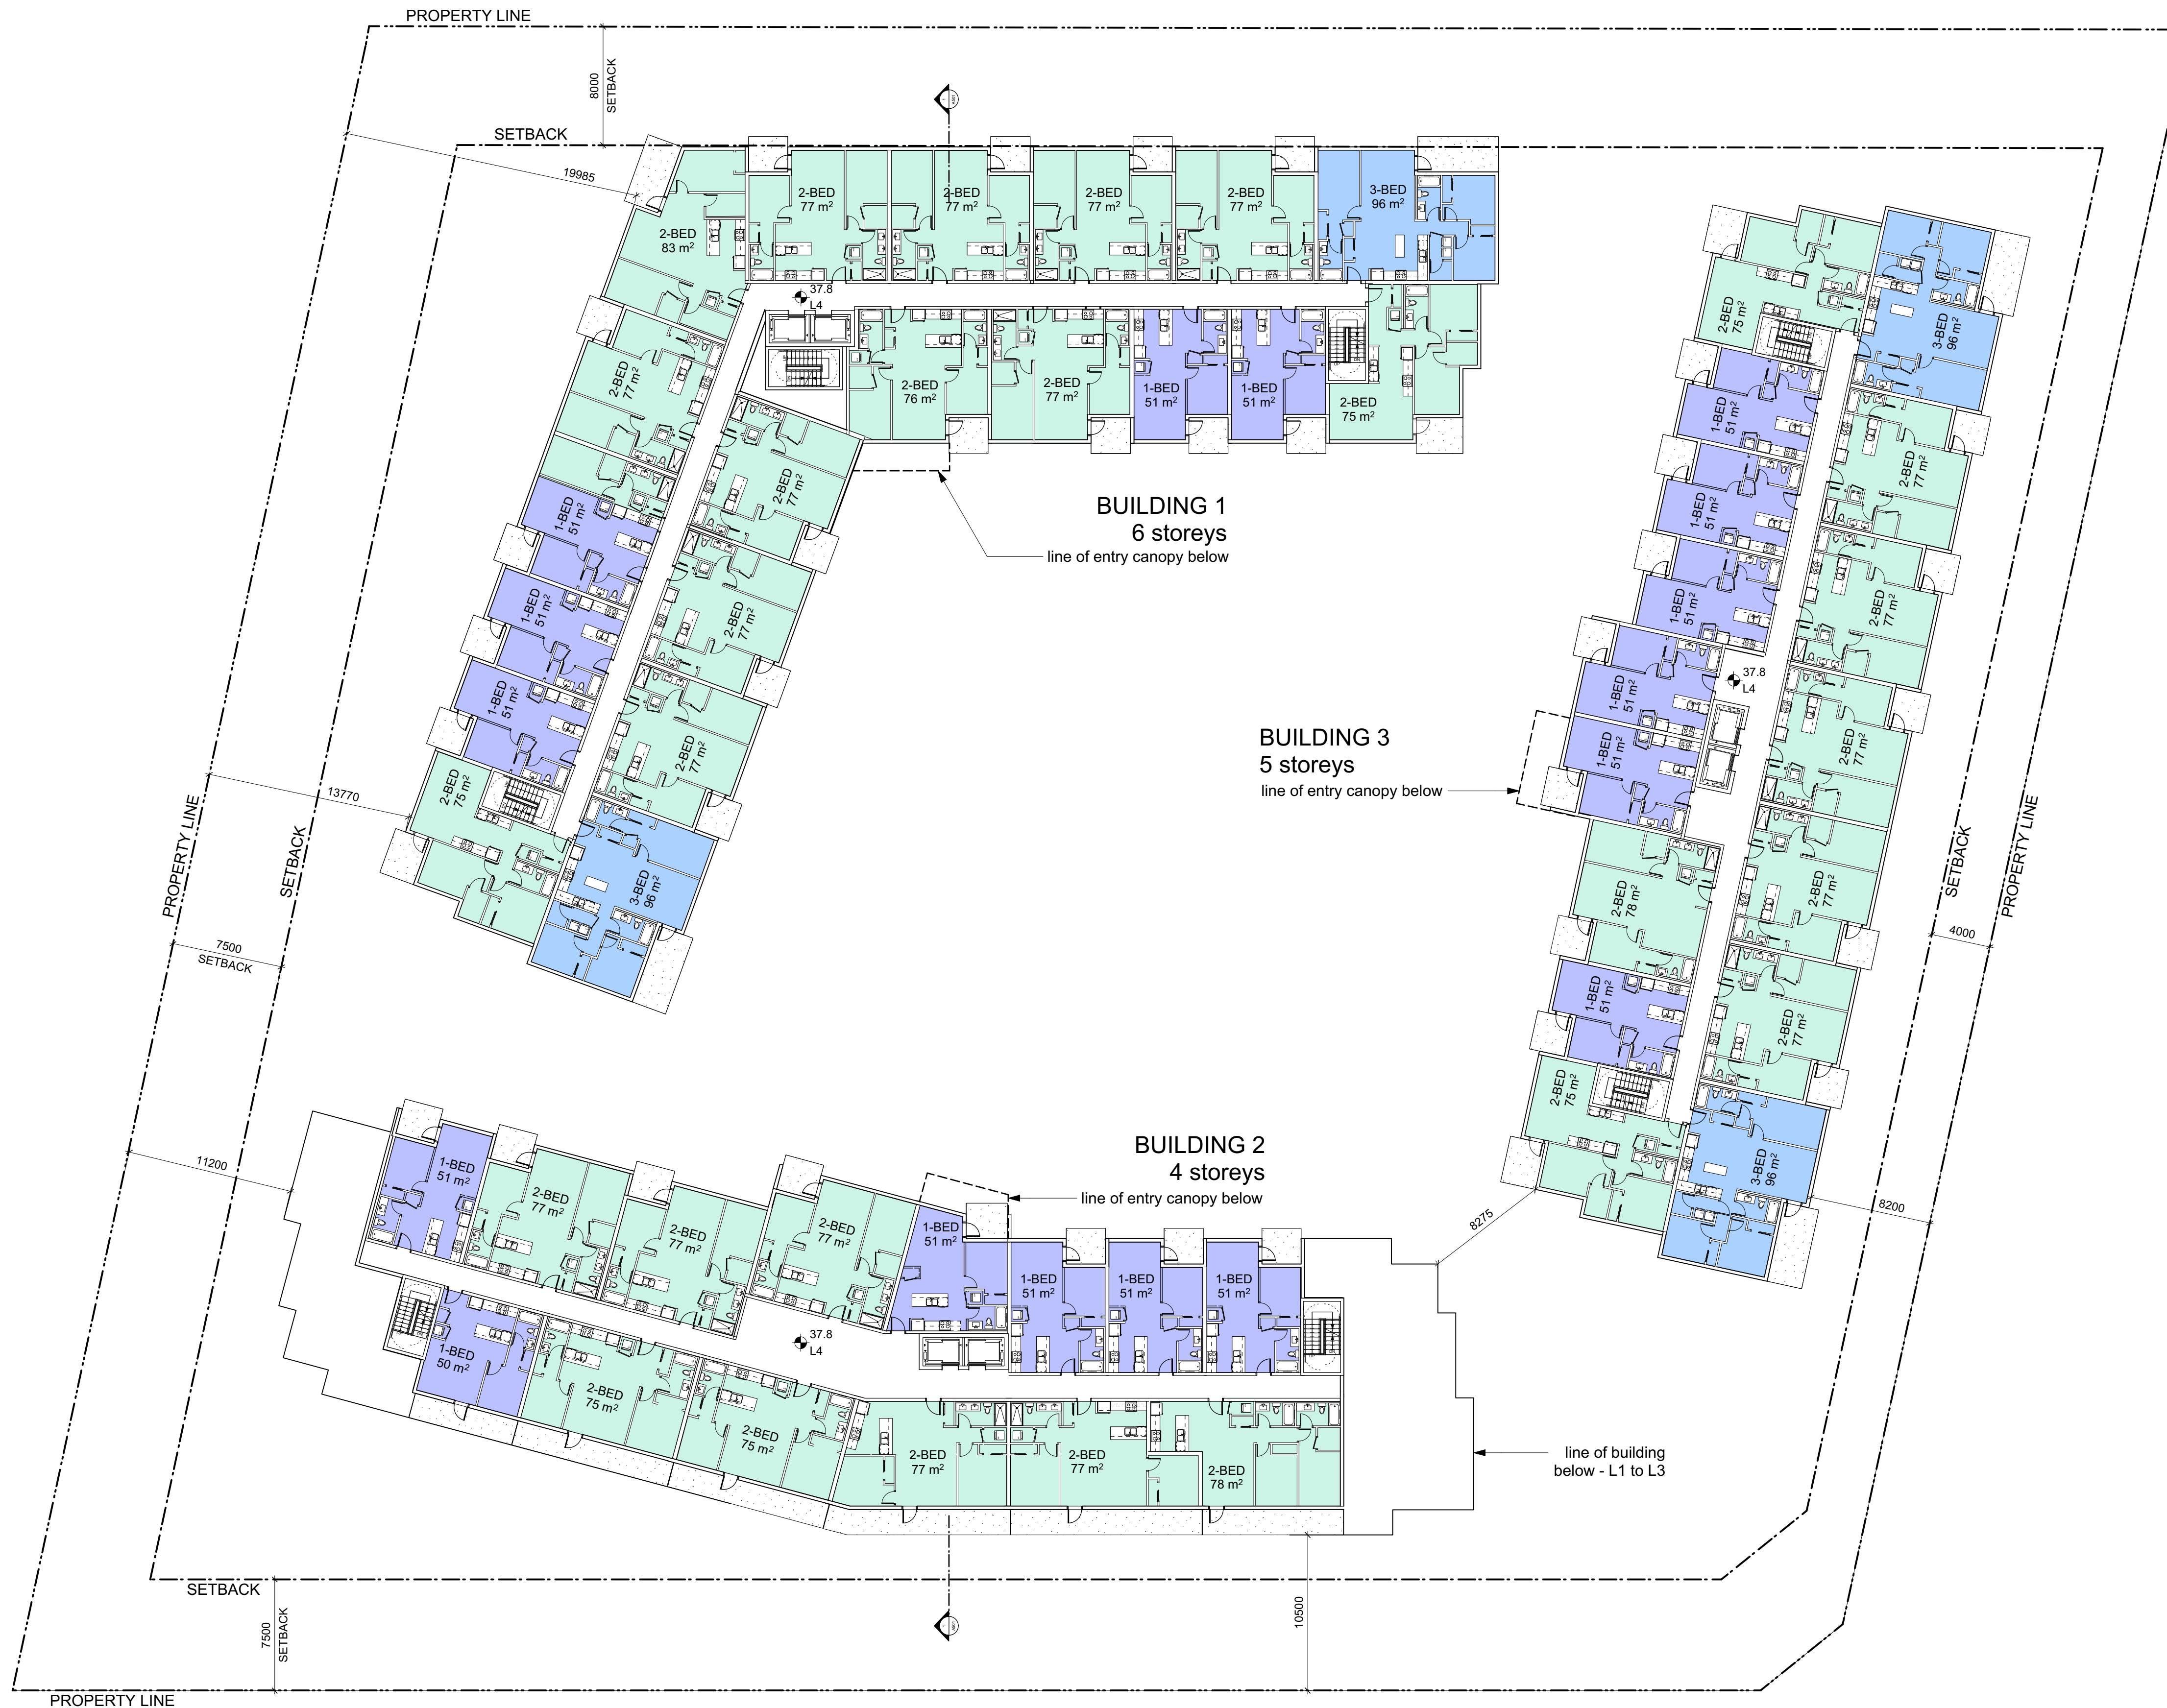 PROPERTY LINE
8000
SETBACK
SETBACK
19985
2-BED
83 m²
2-BED
77 m²
2-BED
77 m²
2-BED
77 m²
2-BED
77 m²
3-BED
96 m²
37.8
L4
2-BED
76 m²
2-BED
77 m²
1-BED
51 m²
1-BED
51 m²
2-BED
75 m²
2-BED
77 m²
1-BED
51 m²
1-BED
51 m²
1-BED
51 m²
2-BED
75 m²
2-BED
77 m²
2-BED
77 m²
2-BED
77 m²
3-BED
96 m²
BUILDING 1
6 storeys
line of entry canopy below
2-BED
75 m²
3-BED
96 m²
1-BED
51 m²
1-BED
51 m²
1-BED
51 m²
1-BED
51 m²
1-BED
51 m²
2-BED
78 m²
1-BED
51 m²
2-BED
75 m²
2-BED
77 m²
2-BED
77 m²
2-BED
77 m²
2-BED
77 m²
2-BED
77 m²
3-BED
96 m²
37.8
L4
BUILDING 3
5 storeys
line of entry canopy below
13770
PROPERTY LINE
SETBACK
7500
SETBACK
11200
SETBACK
PROPERTY LINE
4000
8200
8275
BUILDING 2
4 storeys
line of entry canopy below
1-BED
51 m²
2-BED
77 m²
2-BED
77 m²
2-BED
77 m²
1-BED
51 m²
1-BED
51 m²
1-BED
51 m²
1-BED
51 m²
37.8
L4
1-BED
50 m²
2-BED
75 m²
2-BED
75 m²
2-BED
77 m²
2-BED
77 m²
2-BED
78 m²
line of building
below - L1 to L3
SETBACK
7500
SETBACK
10500
PROPERTY LINE